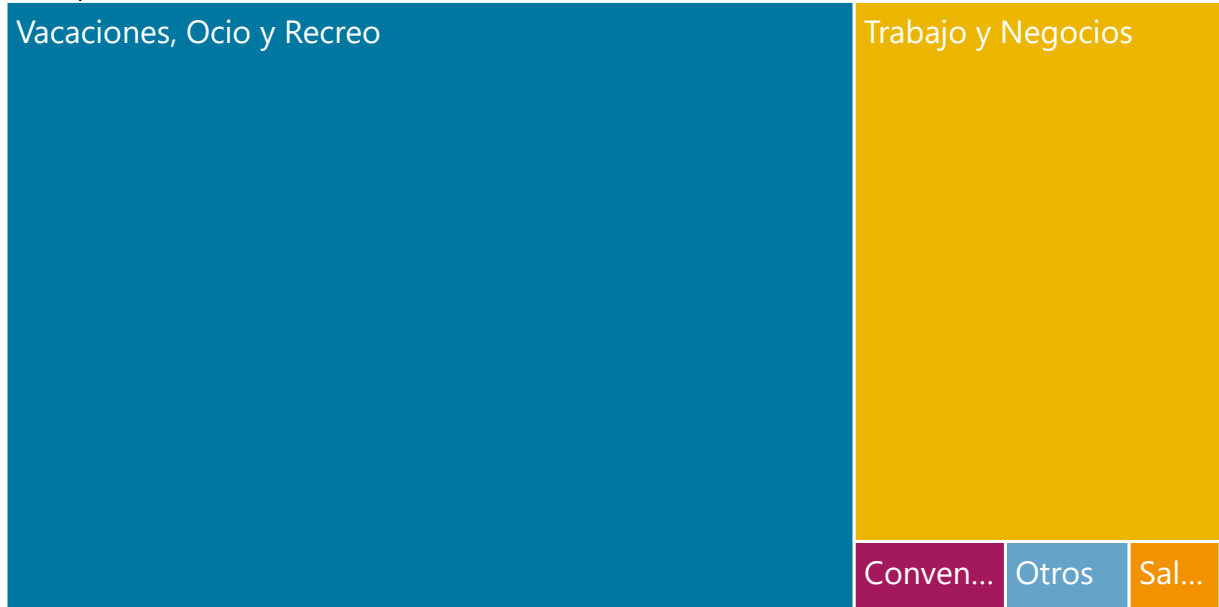 Vacaciones, Ocio y Recreo
Trabajo y Negocios
Conven...
Otros
Sal...